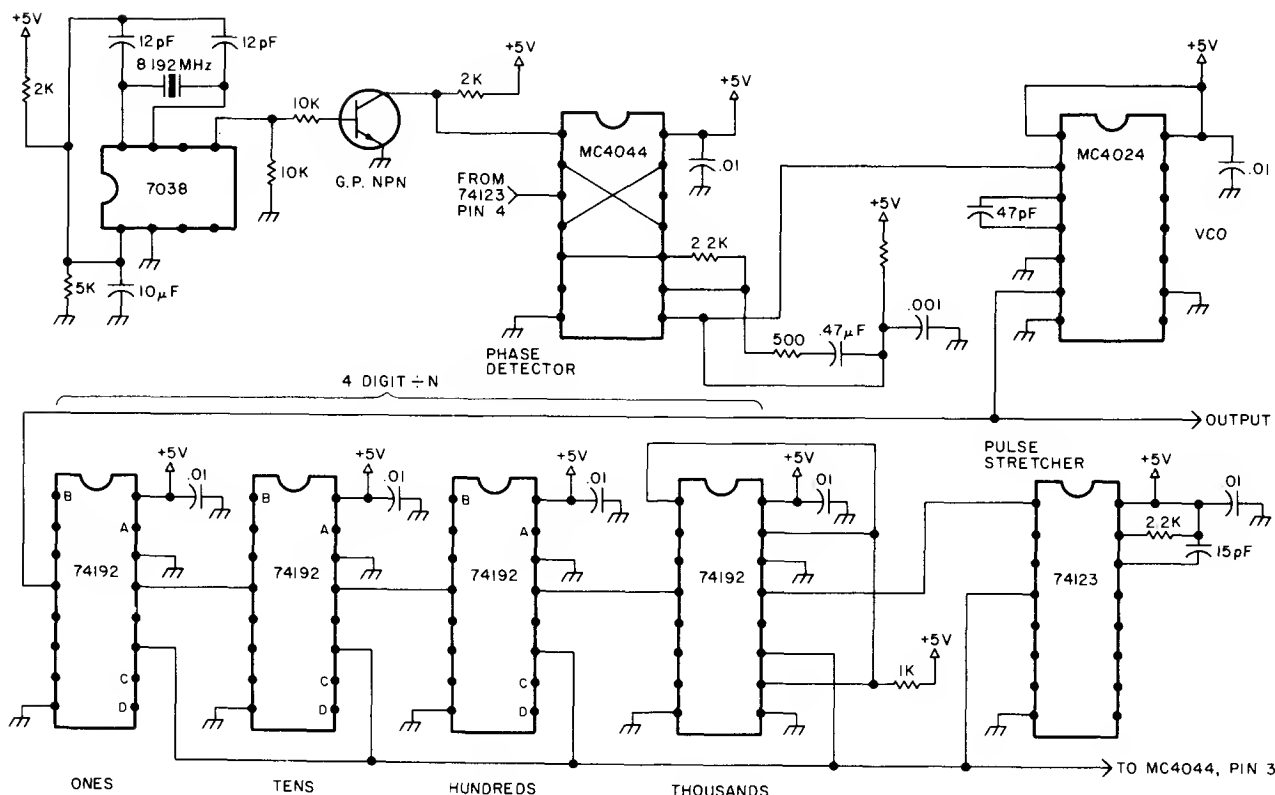 +5V
12pF
12pF
8 192 MHz
2K
7038
5K
10µF
10K
10K
G.P. NPN
2K
+5V
+5V
MC4044
.01
FROM
74123
PIN 4
2 2K
PHASE
DETECTOR
500
.47µF
+5V
.001
+5V
MC4024
.01
47pF
VCO
4 DIGIT ÷N
OUTPUT
PULSE
STRETCHER
B
+5V
.01
A
74192
C
D
B
+5V
.01
A
74192
C
D
B
+5V
.01
A
74192
C
D
+5V
.01
74192
+5V
1K
+5V
.01
2.2K
15pF
74123
TO MC4044, PIN 3
ONES
TENS
HUNDREDS
THOUSANDS